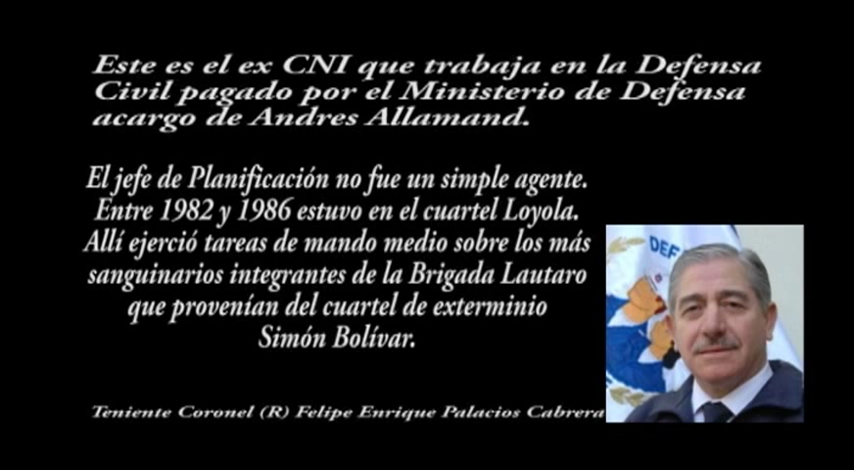 Este es el ex CNI que trabaja en la Defensa
Civil pagado por el Ministerio de Defensa
acargo de Andres Allamand.
El jefe de Planificación no fue un simple agente.
Entre 1982 y 1986 estuvo en el cuartel Loyola.
Allí ejerció tareas de mando medio sobre los más
sanguinarios integrantes de la Brigada Lautaro
que provenían del cuartel de exterminio
Simón Bolívar.
DEF
Teniente Coronel (R) Felipe Enrique Palacios Cabrera